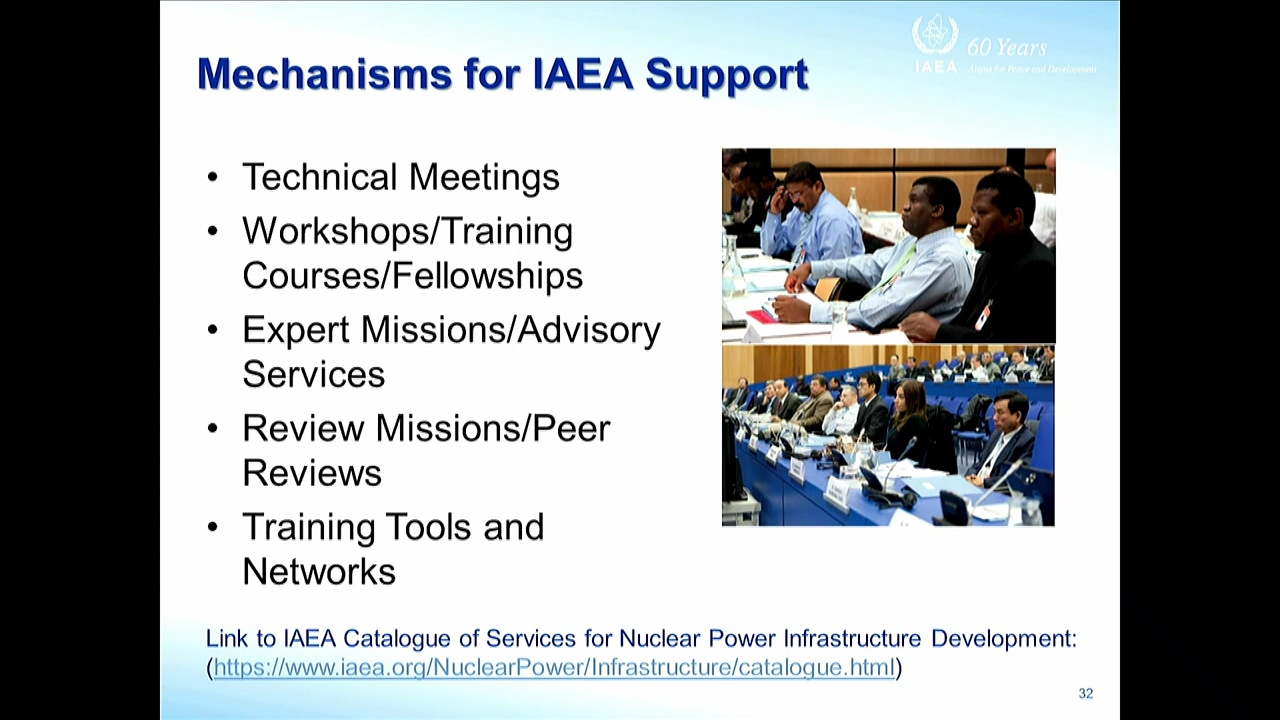 60 Years
IAEA Atoms for Peace and Development
Mechanisms for IAEA Support
• Technical Meetings
• Workshops/Training
Courses/Fellowships
• Expert Missions/Advisory
Services
• Review Missions/Peer
Reviews
• Training Tools and
Networks
Link to IAEA Catalogue of Services for Nuclear Power Infrastructure Development:
(https://www.iaea.org/NuclearPower/Infrastructure/catalogue.html)
32